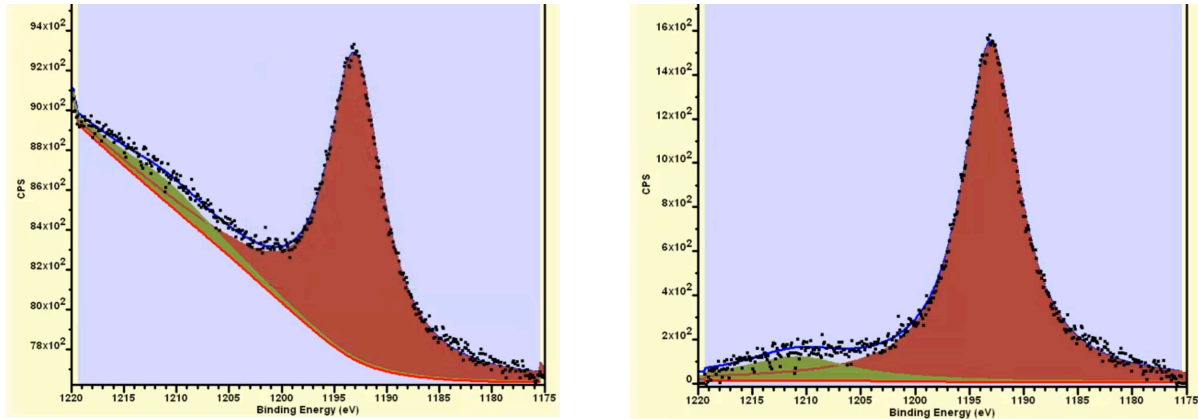 94x10²
92x10²
90x10²
88x10²
86x10²
84x10²
82x10²
80x10²
78x10²
CPS
1220 1215 1210 1205 1200 1195 1190 1185 1180 1175
Binding Energy (eV)
16x10²
14x10²
12x10²
10x10²
8x10²
6x10²
4x10²
2x10²
0
CPS
1220 1215 1210 1205 1200 1195 1190 1185 1180 1175
Binding Energy (eV)